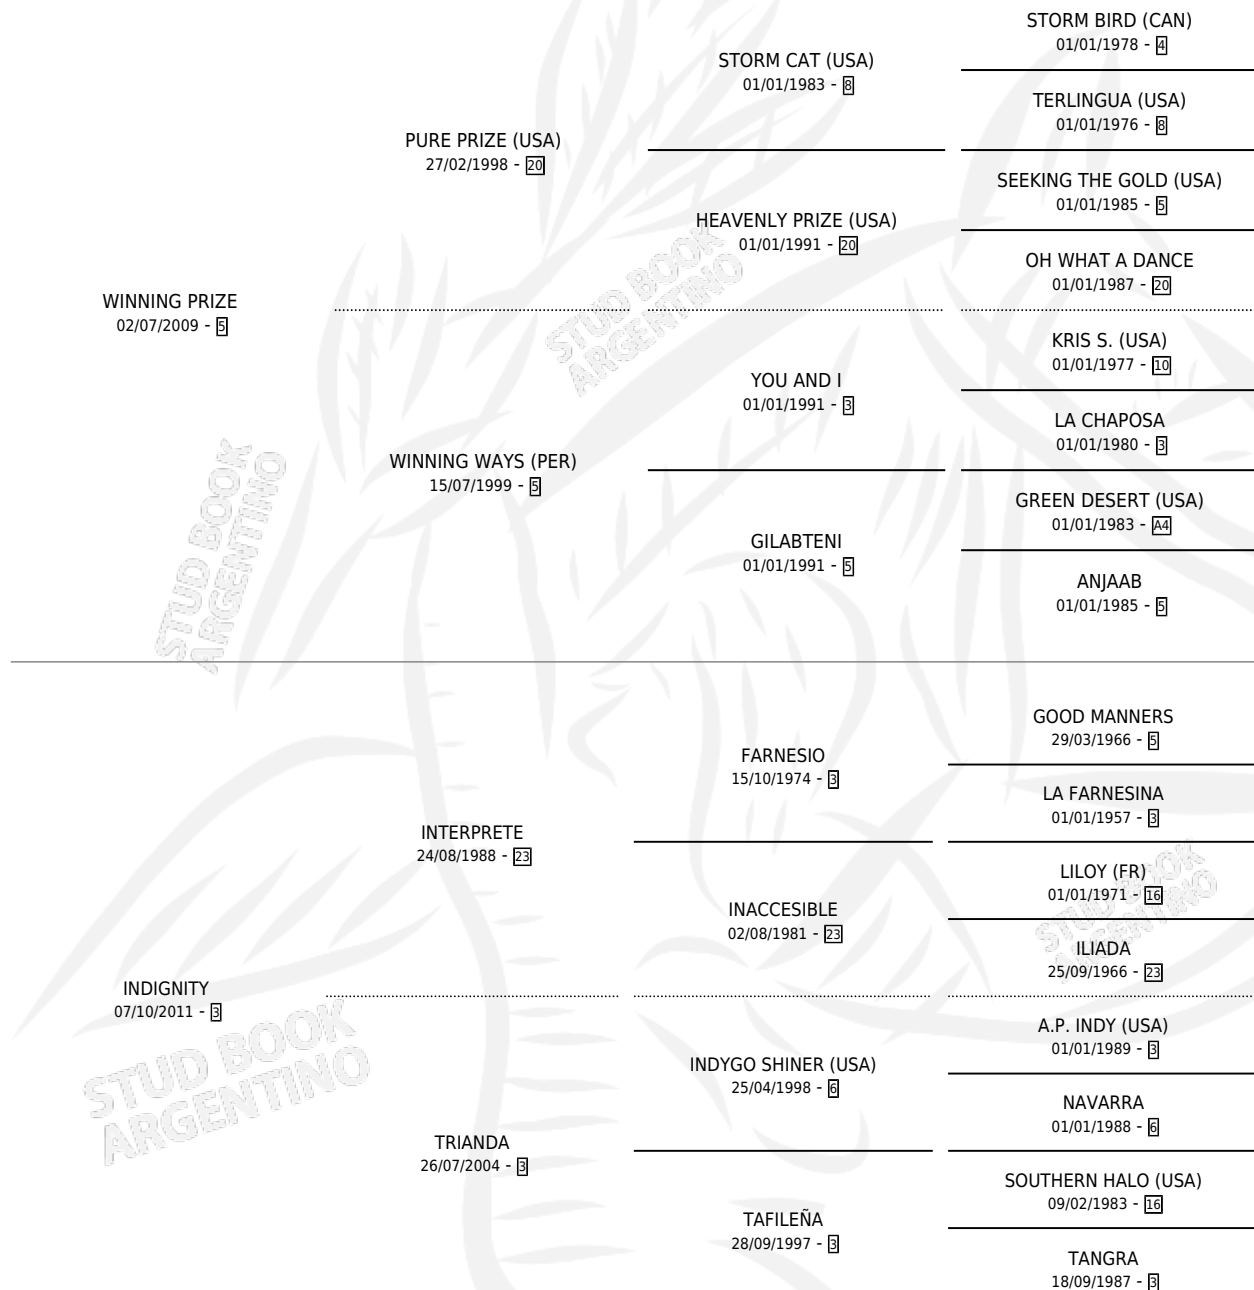 STORM BIRD (CAN)
01/01/1978 - 4
STORM CAT (USA)
01/01/1983 - 8
TERLINGUA (USA)
01/01/1976 - 8
PURE PRIZE (USA)
27/02/1998 - 20
SEEKING THE GOLD (USA)
01/01/1985 - 5
HEAVENLY PRIZE (USA)
01/01/1991 - 20
OH WHAT A DANCE
01/01/1987 - 20
WINNING PRIZE
02/07/2009 - 5
KRIS S. (USA)
01/01/1977 - 10
YOU AND I
01/01/1991 - 3
LA CHAPOSA
01/01/1980 - 3
WINNING WAYS (PER)
15/07/1999 - 5
GREEN DESERT (USA)
01/01/1983 - A4
GILABTENI
01/01/1991 - 5
ANJAAB
01/01/1985 - 5
GOOD MANNERS
29/03/1966 - 5
FARNESIO
15/10/1974 - 3
LA FARNESINA
01/01/1957 - 3
INTERPRETE
24/08/1988 - 23
LILOY (FR)
01/01/1971 - 16
INACCESIBLE
02/08/1981 - 23
ILIADA
25/09/1966 - 23
INDIGNITY
07/10/2011 - 3
A.P. INDY (USA)
01/01/1989 - 3
INDYGO SHINER (USA)
25/04/1998 - 6
NAVARRA
01/01/1988 - 6
TRIANDA
26/07/2004 - 3
SOUTHERN HALO (USA)
09/02/1983 - 16
TAFILEÑA
28/09/1997 - 3
TANGRA
18/09/1987 - 3
STUD BOOK
ARGENTINO
STUD BOOK
ARGENTINO
STUD BOOK
ARGENTINO
STUD BOOK
ARGENTINO